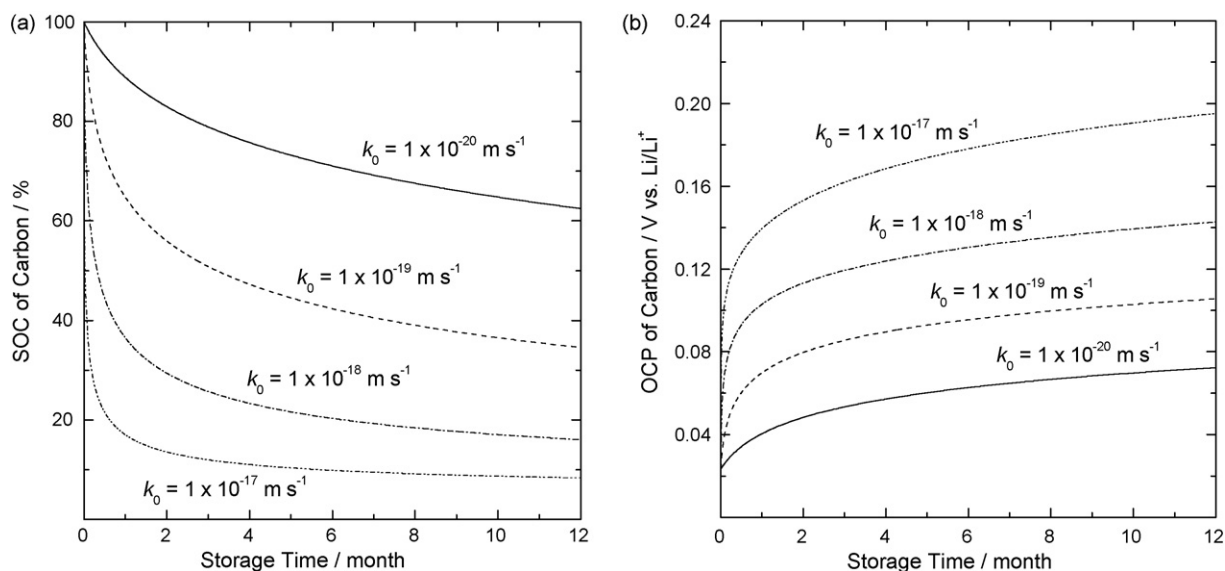 (a)
100
80
60
40
20
SOC of Carbon / %
k₀ = 1 x 10⁻²⁰ m s⁻¹
k₀ = 1 x 10⁻¹⁹ m s⁻¹
k₀ = 1 x 10⁻¹⁸ m s⁻¹
k₀ = 1 x 10⁻¹⁷ m s⁻¹
0 2 4 6 8 10 12
Storage Time / month
(b)
0.24
0.20
0.16
0.12
0.08
0.04
OCP of Carbon / V vs. Li/Li⁺
k₀ = 1 x 10⁻¹⁷ m s⁻¹
k₀ = 1 x 10⁻¹⁸ m s⁻¹
k₀ = 1 x 10⁻¹⁹ m s⁻¹
k₀ = 1 x 10⁻²⁰ m s⁻¹
0 2 4 6 8 10 12
Storage Time / month